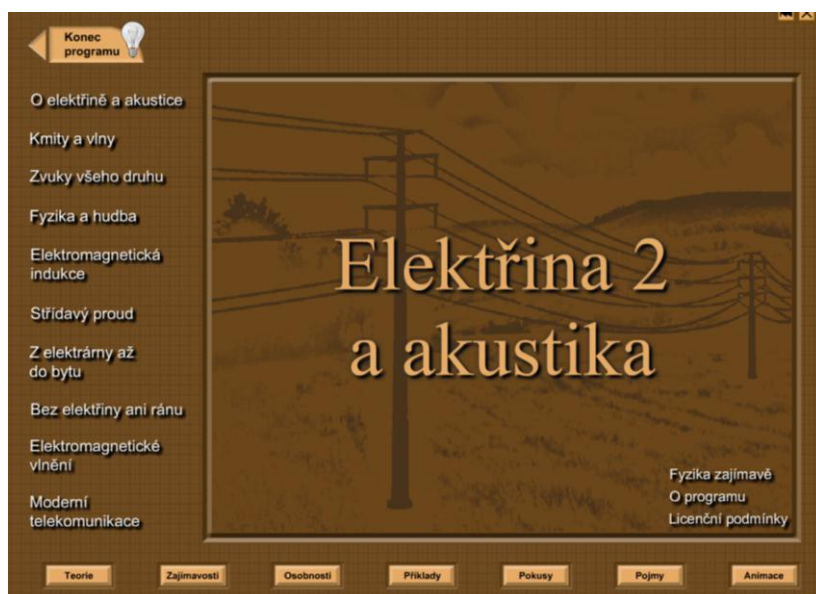 Konec
programu
O elektřině a akustice
Kmity a vlny
Zvuky všeho druhu
Fyzika a hudba
Elektromagnetická
indukce
Střídavý proud
Z elektrárny až
do bytu
Bez elektřiny ani ránu
Elektromagnetické
vlnění
Moderní
telekomunikace
Elektřina 2
a akustika
Fyzika zajímavě
O programu
Licenční podmínky
Teorie
Zajímavosti
Osobnosti
Příklady
Pokusy
Pojmy
Animace